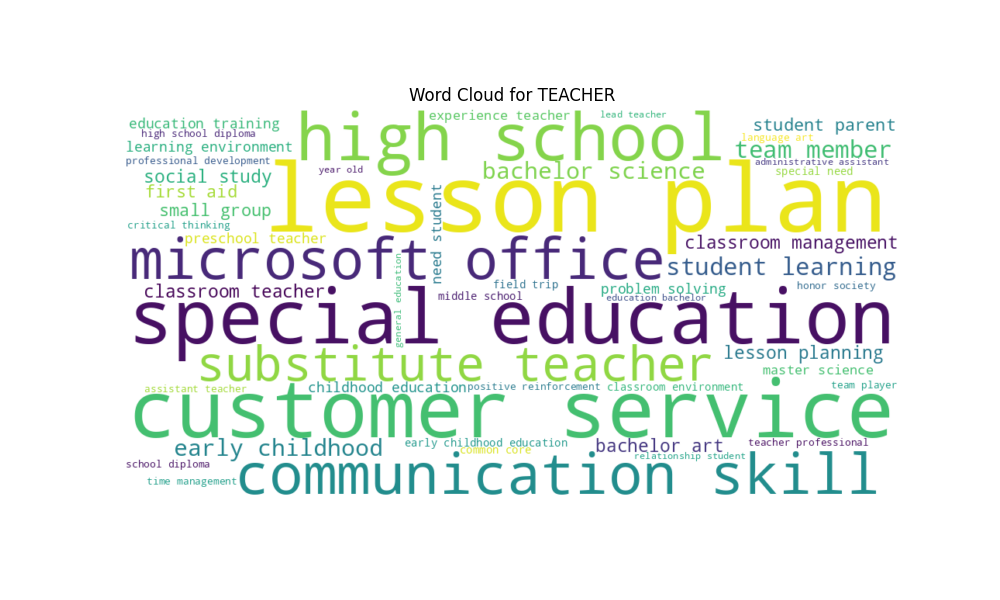 Word Cloud for TEACHER
education training
high school diploma
learning environment
professional development
social study
first aid
small group
critical thinking
preschool teacher
year old
high school
experience teacher
lead teacher
bachelor science
student parent
language art
team member
administrative assistant
special need
lesson plan
need student
microsoft office
classroom management
student learning
classroom teacher
general education
field trip
middle school
problem solving
education bachelor
honor society
special education
substitute teacher
lesson planning
master science
assistant teacher
childhood education
positive reinforcement
classroom environment
team player
customer service
early childhood
early childhood education
common core
bachelor art
teacher professional
relationship student
school diploma
time management
communication skill